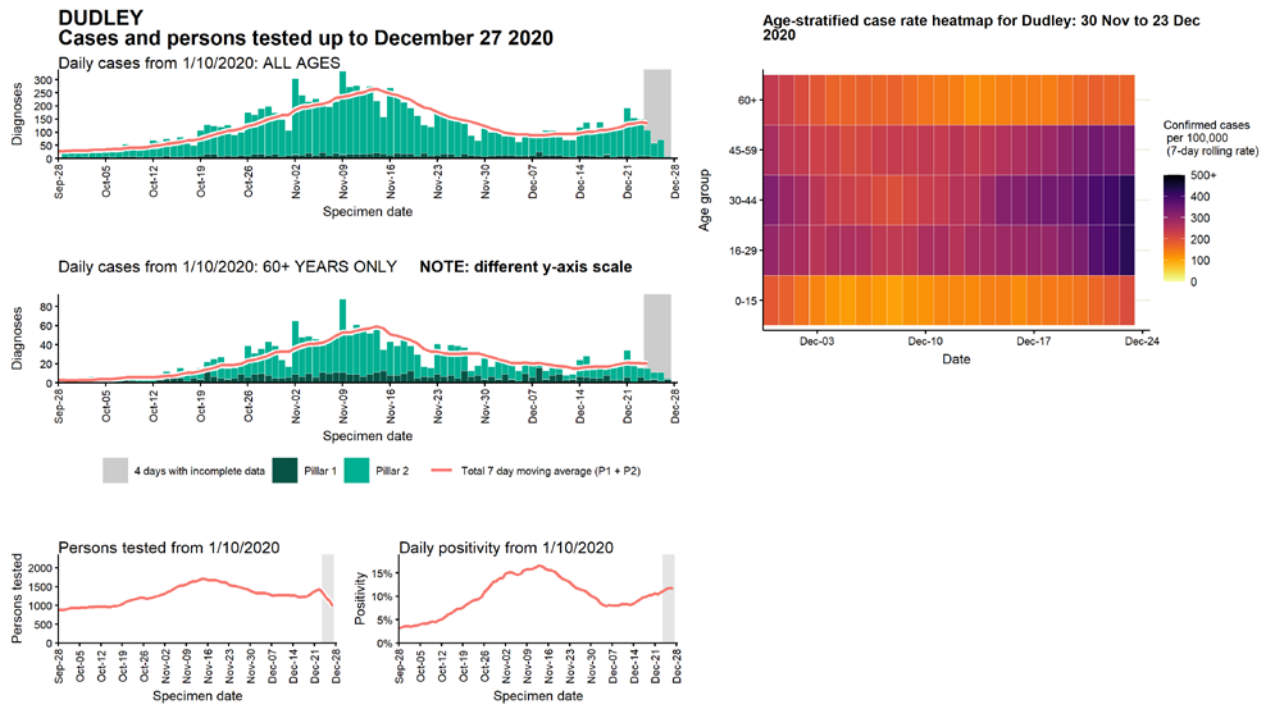 DUDLEY
Cases and persons tested up to December 27 2020
Daily cases from 1/10/2020: ALL AGES
Diagnoses
300
250
200
150
100
50
0
Sep-28
Oct-05
Oct-12
Oct-19
Oct-26
Nov-02
Nov-09
Nov-16
Nov-23
Nov-30
Dec-07
Dec-14
Dec-21
Dec-28
Specimen date
Daily cases from 1/10/2020: 60+ YEARS ONLY NOTE: different y-axis scale
Diagnoses
80
60
40
20
0
Sep-28
Oct-05
Oct-12
Oct-19
Oct-26
Nov-02
Nov-09
Nov-16
Nov-23
Nov-30
Dec-07
Dec-14
Dec-21
Dec-28
Specimen date
4 days with incomplete data Pillar 1 Pillar 2 Total 7 day moving average (P1 + P2)
Persons tested from 1/10/2020
Persons tested
2000
1500
1000
500
0
Sep-28
Oct-05
Oct-12
Oct-19
Oct-26
Nov-02
Nov-09
Nov-16
Nov-23
Nov-30
Dec-07
Dec-14
Dec-21
Dec-28
Specimen date
Daily positivity from 1/10/2020
Positivity
15%
10%
5%
0%
Sep-28
Oct-05
Oct-12
Oct-19
Oct-26
Nov-02
Nov-09
Nov-16
Nov-23
Nov-30
Dec-07
Dec-14
Dec-21
Dec-28
Specimen date
Age-stratified case rate heatmap for Dudley: 30 Nov to 23 Dec
2020
Age group
60+
45-59
30-44
16-29
0-15
Dec-03
Dec-10
Dec-17
Dec-24
Date
Confirmed cases
per 100,000
(7-day rolling rate)
500+
400
300
200
100
0